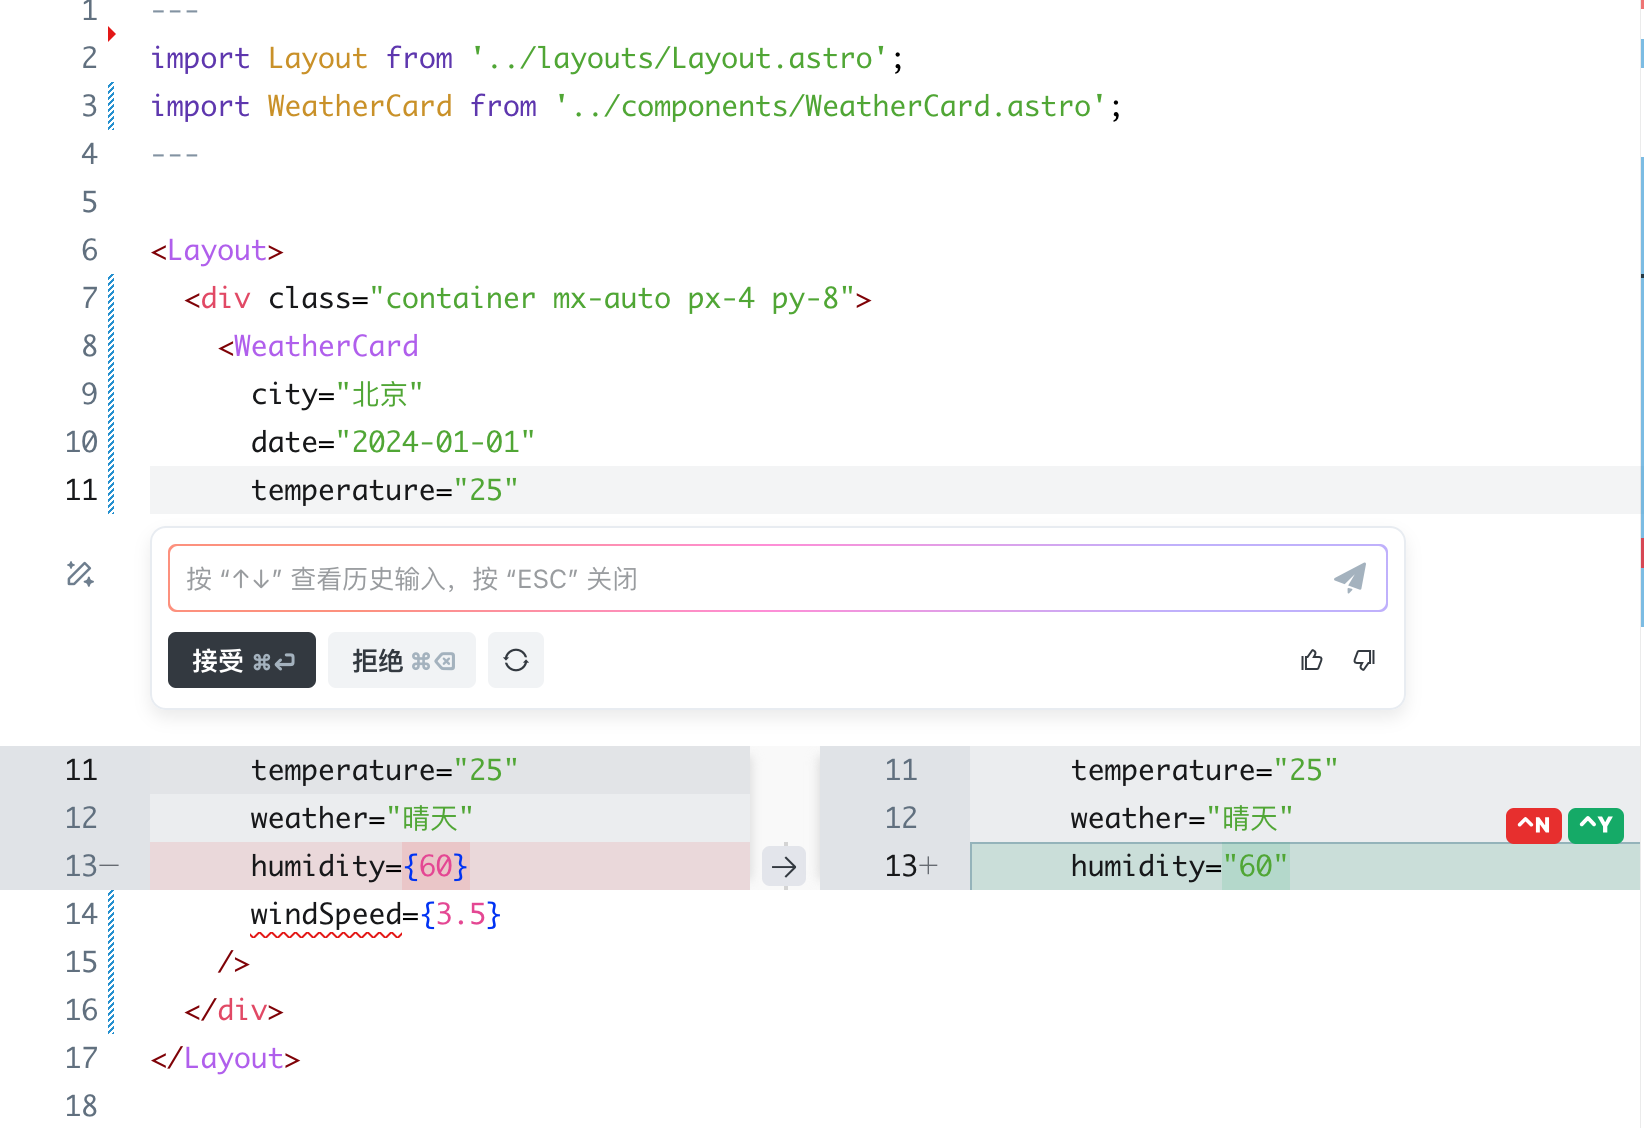 1 ---
2 import Layout from '../layouts/Layout.astro';
3 import WeatherCard from '../components/WeatherCard.astro';
4 ---
5
6 <Layout>
7 <div class="container mx-auto px-4 py-8">
8 <WeatherCard
9 city="北京"
10 date="2024-01-01"
11 temperature="25"
按 “↑↓” 查看历史输入，按 “ESC” 关闭
接受 ⌘⏎ 拒绝 ⌘⌫
11 temperature="25" 11 temperature="25"
12 weather="晴天" 12 weather="晴天" ^N ^Y
13— humidity={60} → 13+ humidity="60"
14 windSpeed={3.5}
15 />
16 </div>
17 </Layout>
18